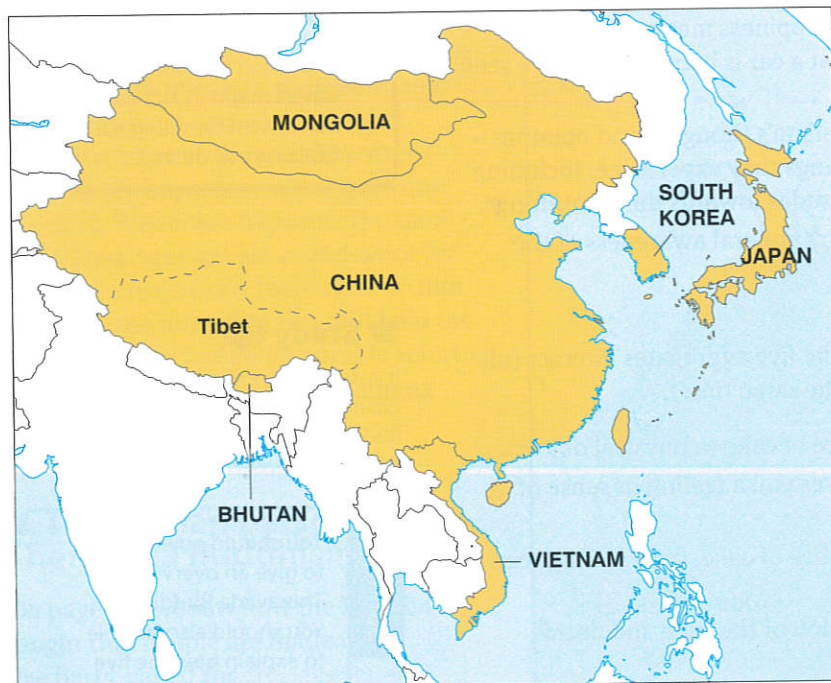 MONGOLIA
SOUTH
KOREA
JAPAN
CHINA
Tibet
BHUTAN
VIETNAM